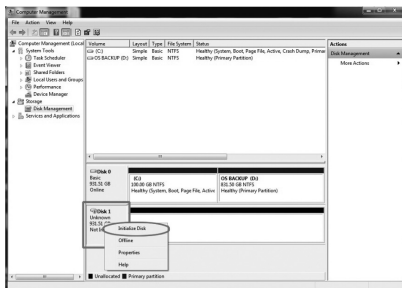 Computer Management
File Action View Help
Computer Management (Local
System Tools
Task Scheduler
Event Viewer
Shared Folders
Local Users and Groups
Performance
Device Manager
Storage
Disk Management
Services and Applications
Volume Layout Type File System Status
(C:) Simple Basic NTFS Healthy (System, Boot, Page File, Active, Crash Dump, Prima
OS BACKUP (D:) Simple Basic NTFS Healthy (Primary Partition)
Actions
Disk Management
More Actions
Disk 0
Basic
931.51 GB
Online
(C:)
100.00 GB NTFS
Healthy (System, Boot, Page File, Active
OS BACKUP (D:)
831.50 GB NTFS
Healthy (Primary Partition)
Disk 1
Unknown
931.51 GB
Not In
Initialize Disk
Offline
Properties
Help
Unallocated Primary partition